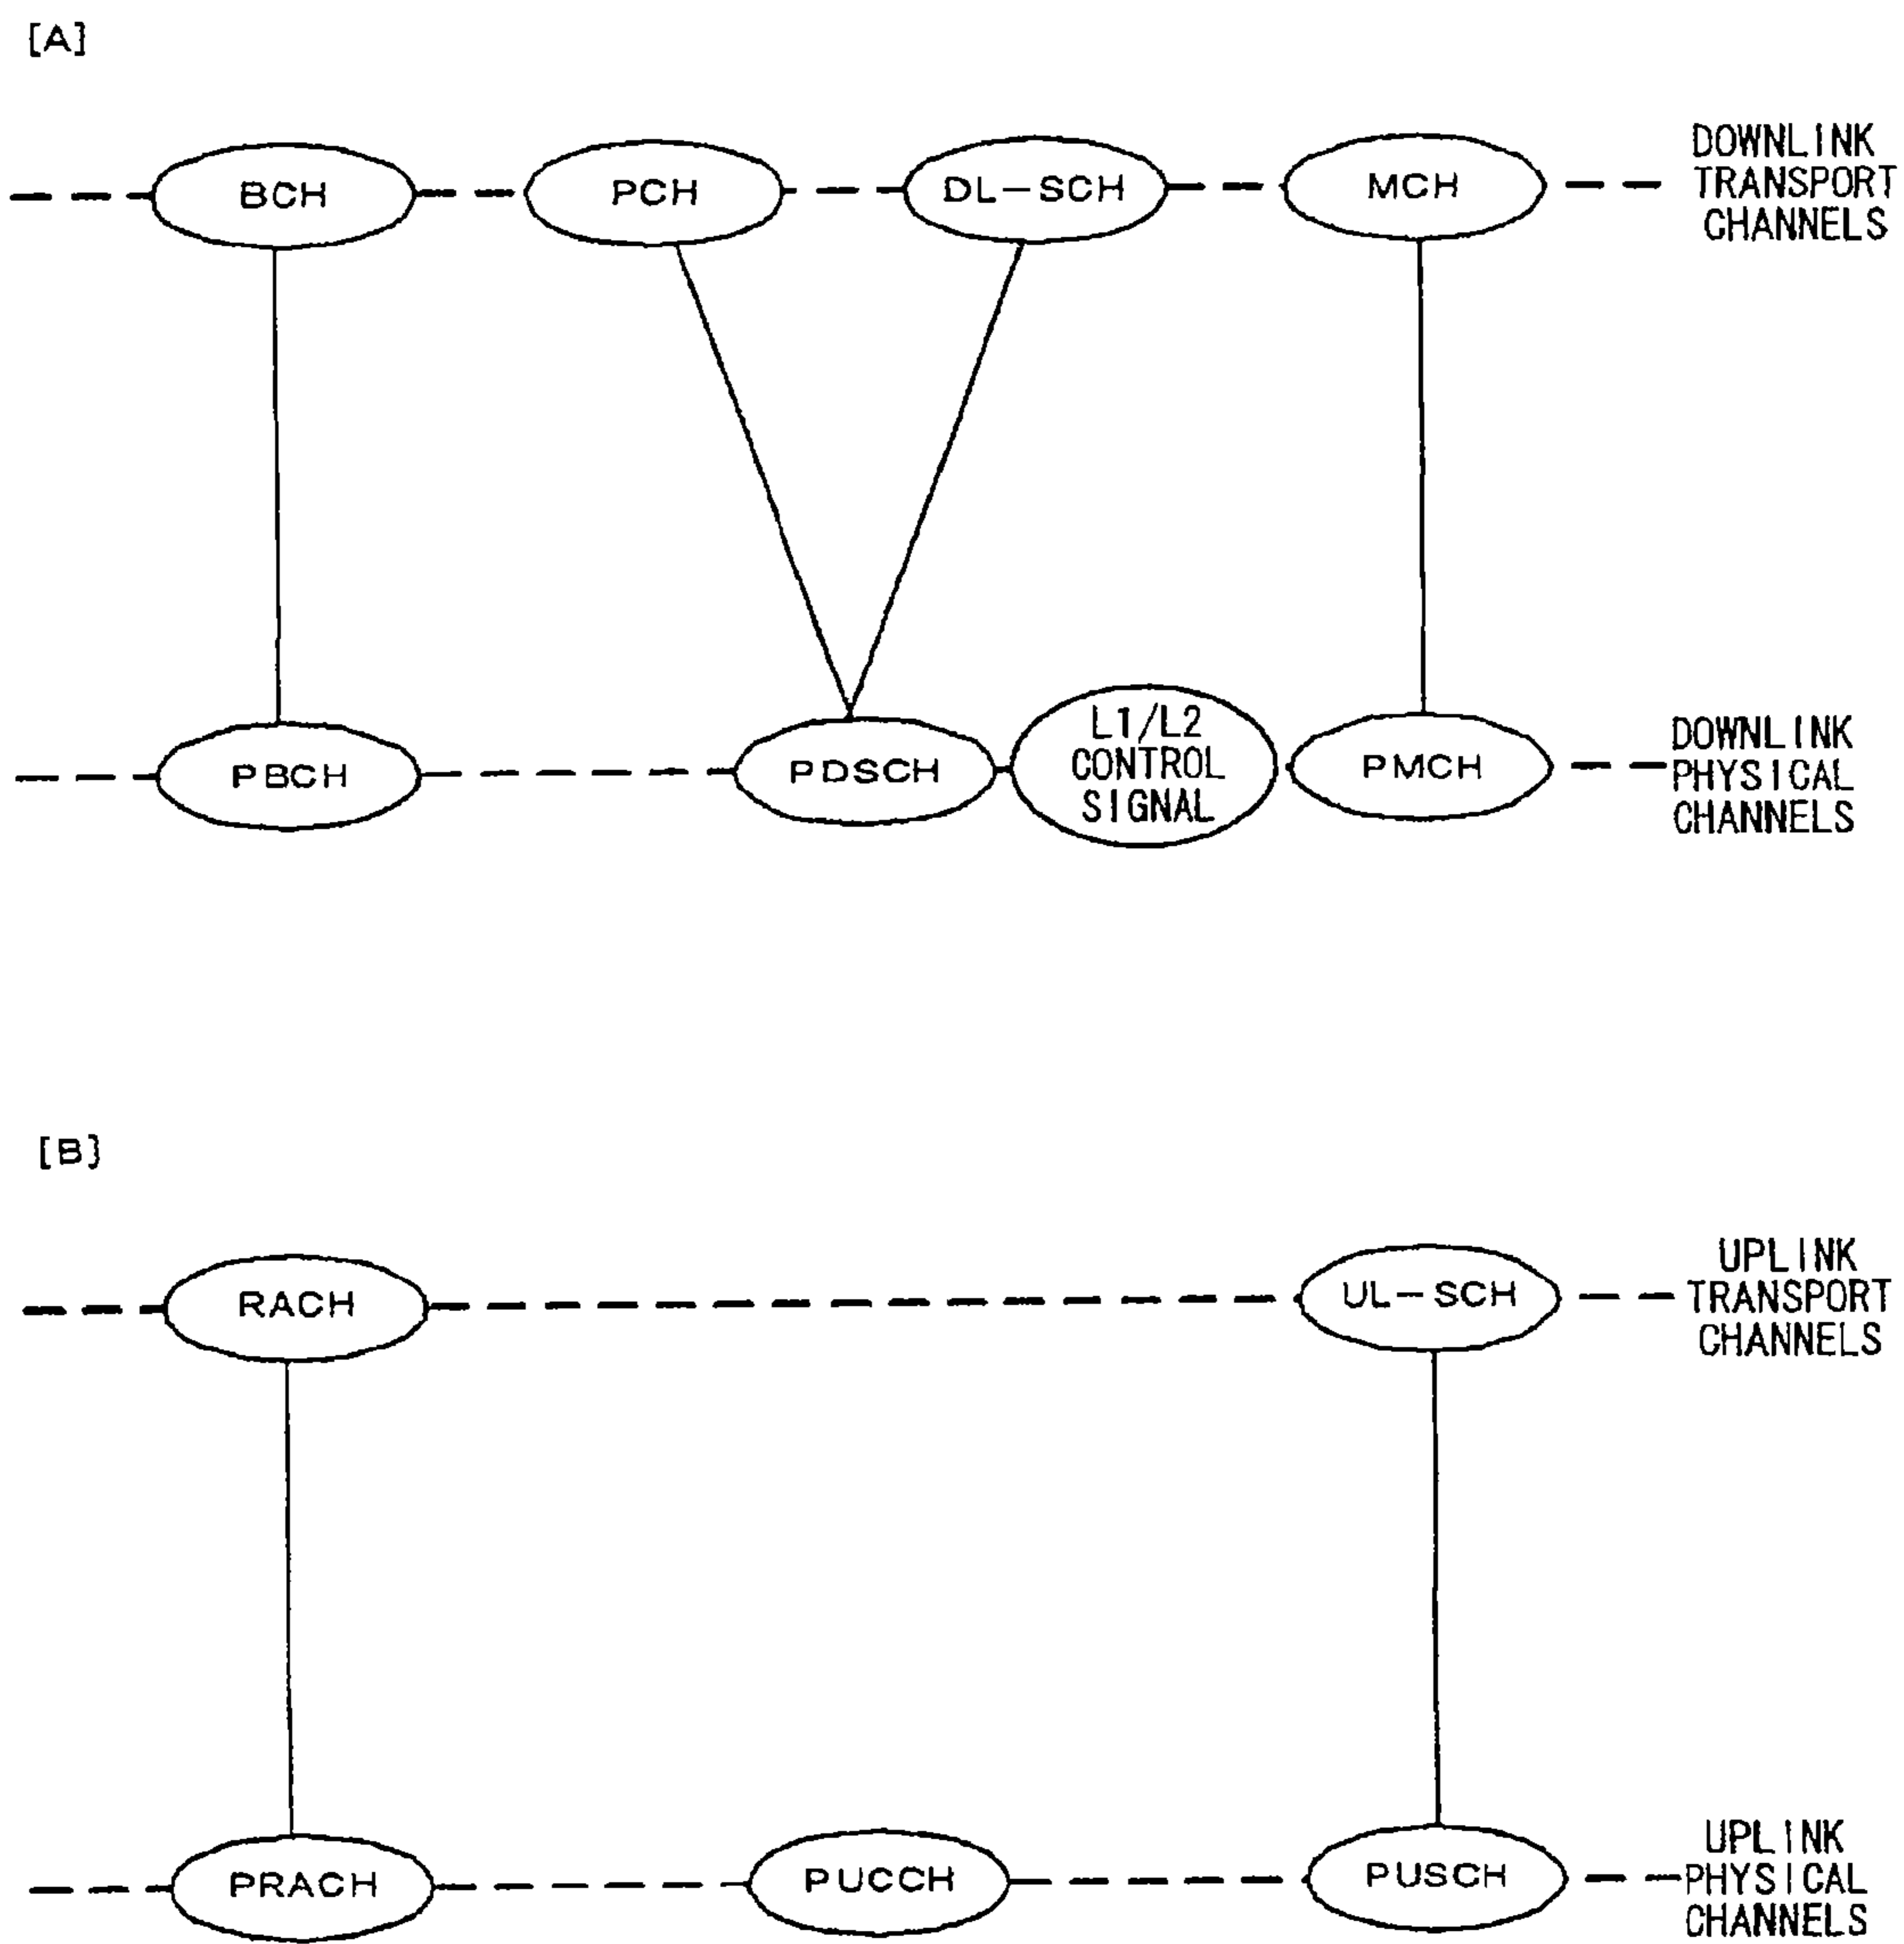 [A]
BCH
PCH
DL-SCH
MCH
DOWNLINK
TRANSPORT
CHANNELS
PBCH
PDSCH
L1/L2
CONTROL
SIGNAL
PMCH
DOWNLINK
PHYSICAL
CHANNELS
[B]
RACH
UL-SCH
UPLINK
TRANSPORT
CHANNELS
PRACH
PUCCH
PUSCH
UPLINK
PHYSICAL
CHANNELS